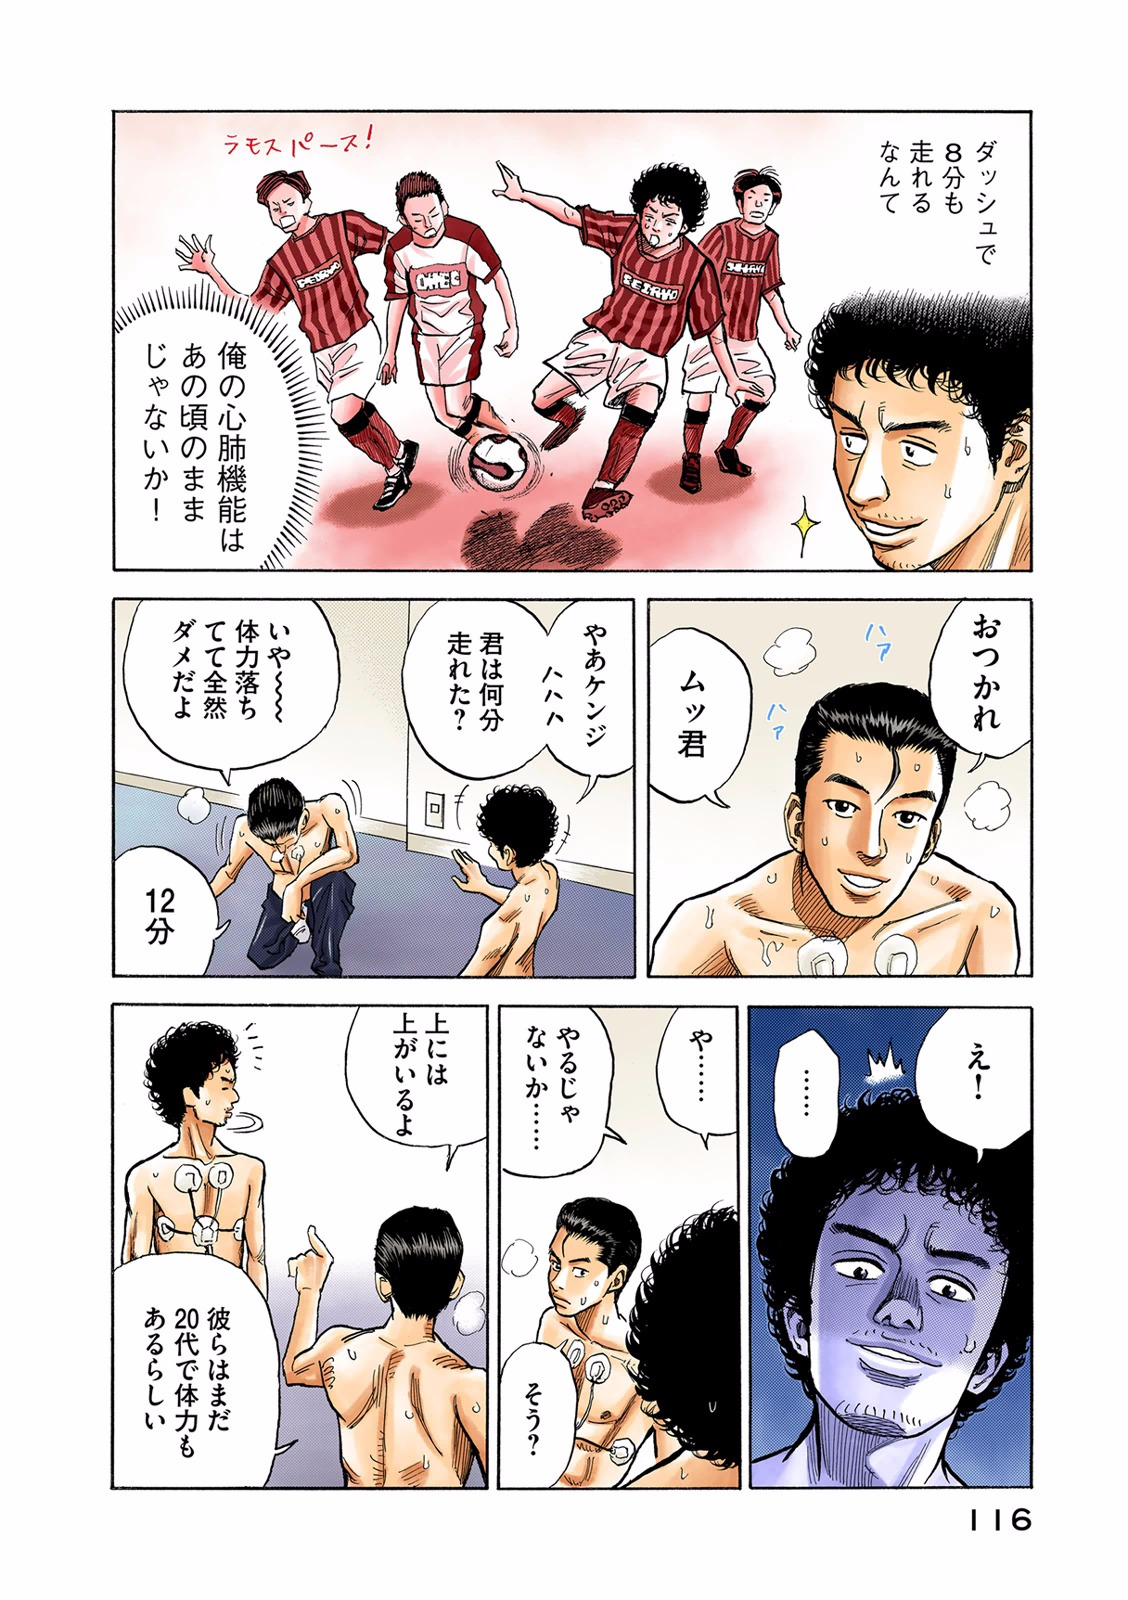 ダッシュで
8分も
走れる
なんて
ラモスパース!
SEIRYO
俺の心肺機能は
あの頃のまま
じゃないか!
おつかれ
ハァ
ハァ
ムッ君
やあケンジ
ハハハ
君は何分
走れた?
いや〜〜〜
体力落ち
てて全然
ダメだよ
12分
え!
………
や………
やるじゃ
ないか………
そう?
上には
上がいるよ
彼らはまだ
20代で体力も
あるらしい
116